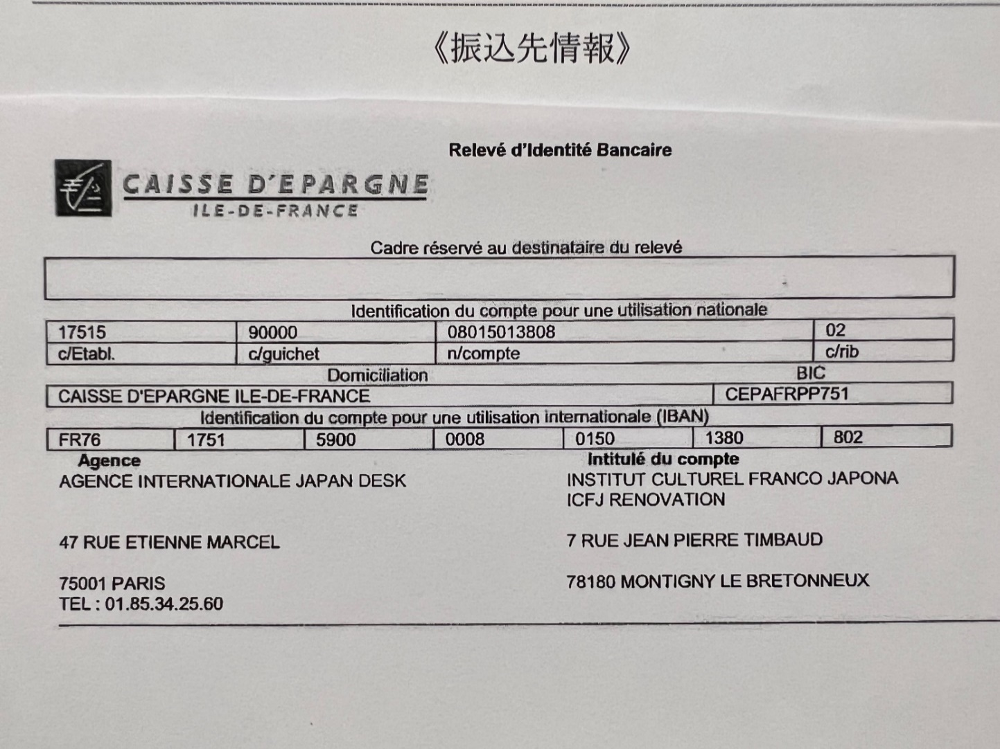 《振込先情報》
Relevé d'Identité Bancaire
CAISSE D'EPARGNE
ILE-DE-FRANCE
Cadre réservé au destinataire du relevé
Identification du compte pour une utilisation nationale
17515 90000 08015013808 02
c/Etabl. c/guichet n/compte c/rib
Domiciliation BIC
CAISSE D'EPARGNE ILE-DE-FRANCE CEPAFRPP751
Identification du compte pour une utilisation internationale (IBAN)
FR76 1751 5900 0008 0150 1380 802
Agence Intitulé du compte
AGENCE INTERNATIONALE JAPAN DESK INSTITUT CULTUREL FRANCO JAPONA
ICFJ RENOVATION
47 RUE ETIENNE MARCEL 7 RUE JEAN PIERRE TIMBAUD
75001 PARIS 78180 MONTIGNY LE BRETONNEUX
TEL : 01.85.34.25.60